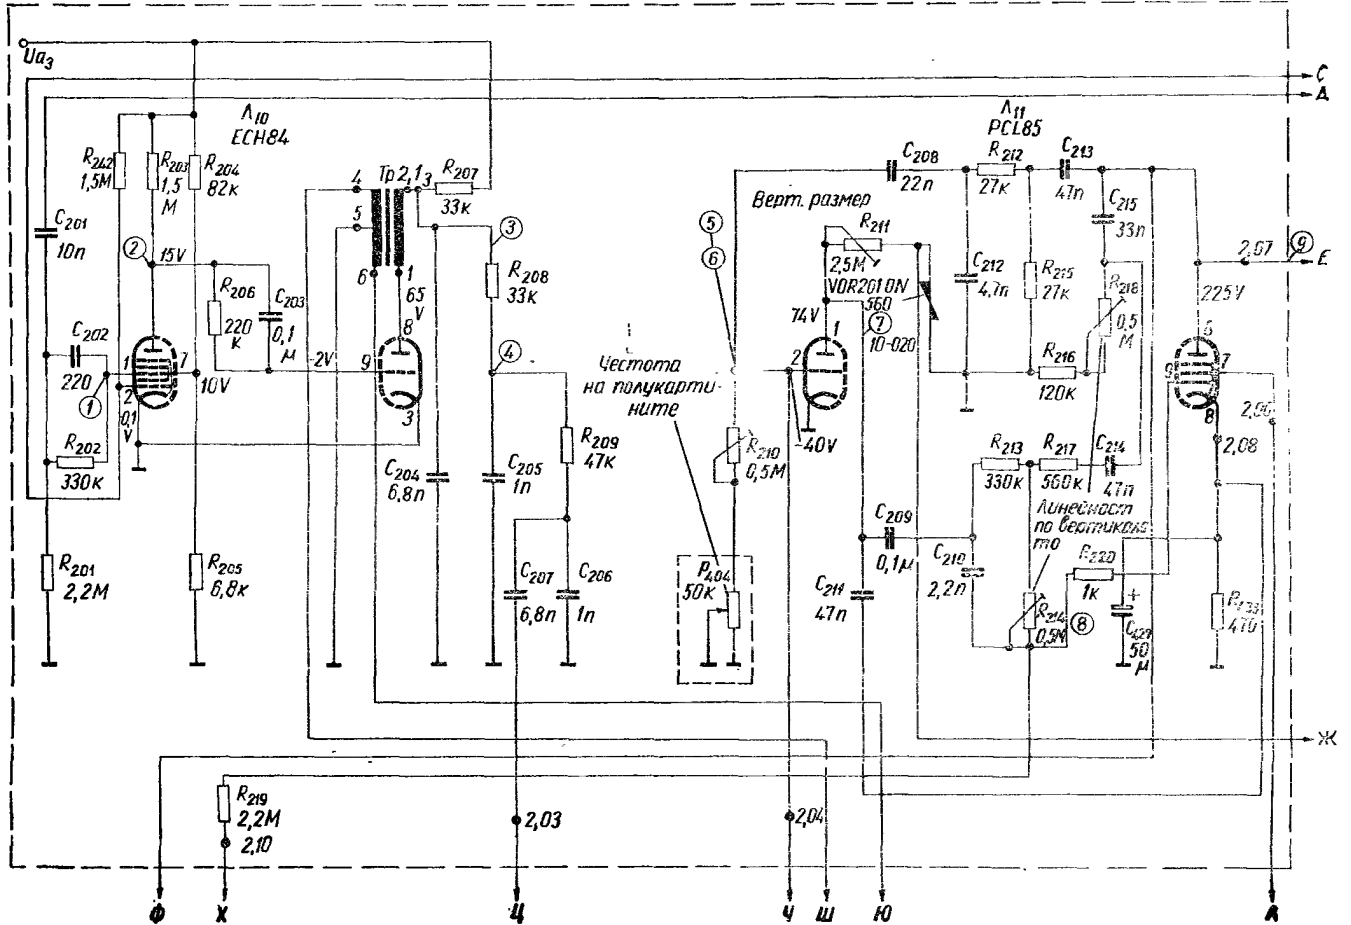 Ua3
С
Д
Л10
ECH84
Л11
PCL85
R242
1,5M
R203
1,5
M
R204
82к
C201
10п
2
15V
R206
220
к
C203
0,1
μ
C202
220
1
1
2
7
10V
0,1
V
R202
330к
R201
2,2M
R205
6,8к
4
Тр2,1
3
5
6
1
65
V
R207
33к
3
R208
33к
4
-2V
8
9
3
C204
6,8п
C205
1п
R209
47к
C207
6,8п
C206
1п
5
6
Верт. размер
R211
2,5M
VDR201 ДN
560
7
10-020
74V
1
2
-40V
Честота
на полукарти-
ните
R210
0,5M
P404
50к
C208
22п
R212
27к
C213
47п
C215
33п
C212
4,7п
R215
27к
R218
0,5
M
R216
120к
2,07
9
Е
225V
6
7
9
8
2,06
2,08
R213
330к
R217
560к
C214
47п
Линейност
по вертикала
то
C209
0,1μ
C210
2,2п
C211
47п
R220
1к
R214
0,5M
8
+
50
μ
470
Ж
R219
2,2M
2,10
2,03
2,04
Ф
Х
Ц
Ч
Ш
Ю